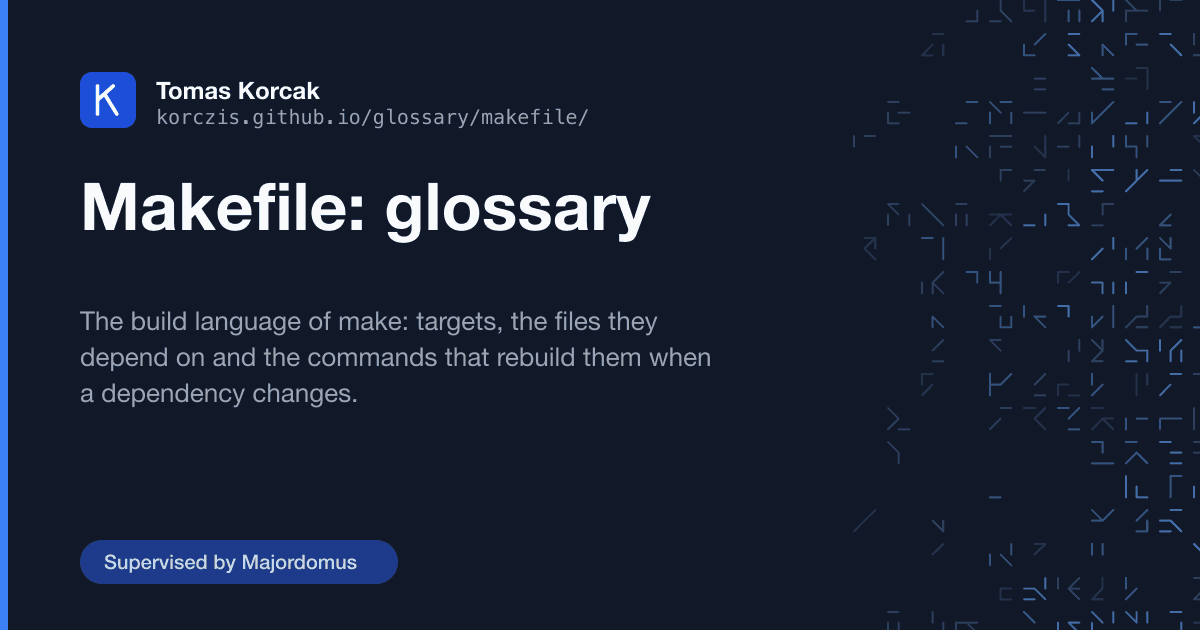 K
Tomas Korcak
korczis.github.io/glossary/makefile/
Makefile: glossary
The build language of make: targets, the files they
depend on and the commands that rebuild them when
a dependency changes.
Supervised by Majordomus